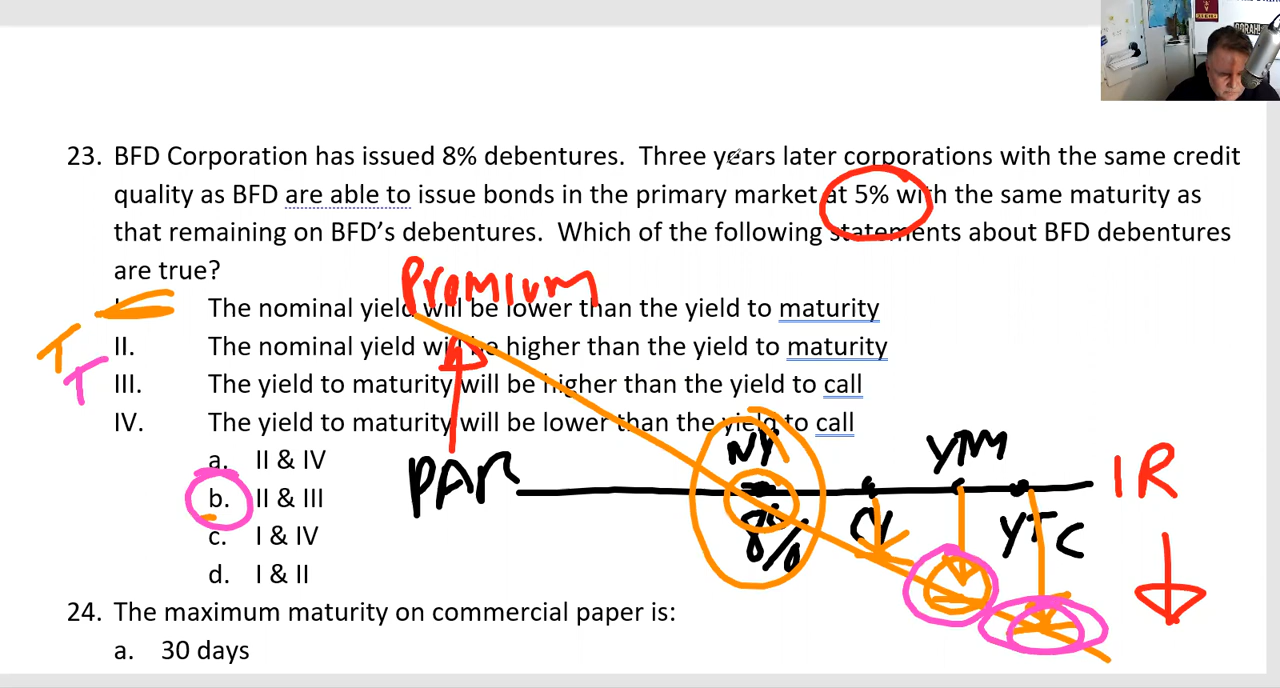 23. BFD Corporation has issued 8% debentures. Three years later corporations with the same credit
quality as BFD are able to issue bonds in the primary market at 5% with the same maturity as
that remaining on BFD's debentures. Which of the following statements about BFD debentures
are true?
Premium
The nominal yield will be lower than the yield to maturity
T II. The nominal yield will be higher than the yield to maturity
T III. The yield to maturity will be higher than the yield to call
IV. The yield to maturity will be lower than the yield to call
a. II & IV
b. II & III
c. I & IV
d. I & II
PAR NY YTM IR
8% CY YTC
24. The maximum maturity on commercial paper is:
a. 30 days